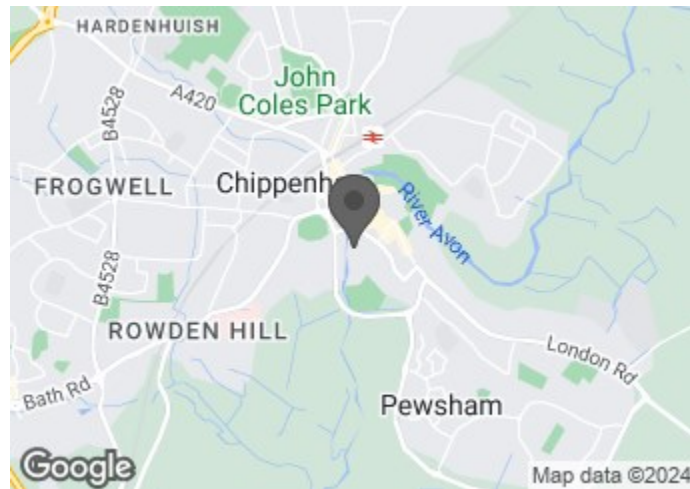 HARDENHUISH
John
Coles Park
A420
B4528
FROGWELL
River Avon
B4528
ROWDEN HILL
London Rd
Bath Rd
Pewsham
Google
Map data ©2024